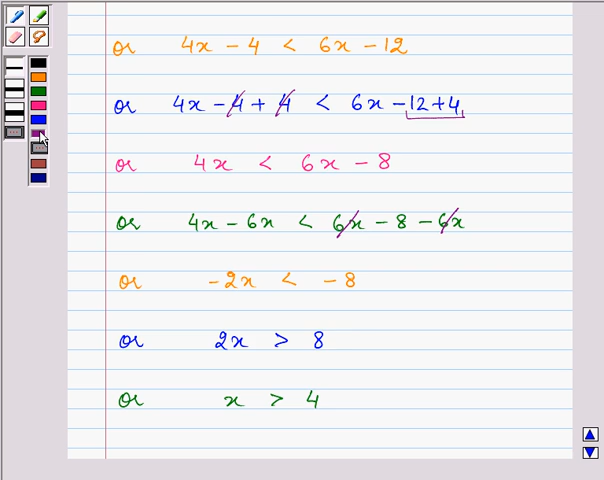 or 4x - 4 < 6x - 12
or 4x - 4 + 4 < 6x - 12 + 4
or 4x < 6x - 8
or 4x - 6x < 6x - 8 - 6x
or -2x < -8
or 2x > 8
or x > 4